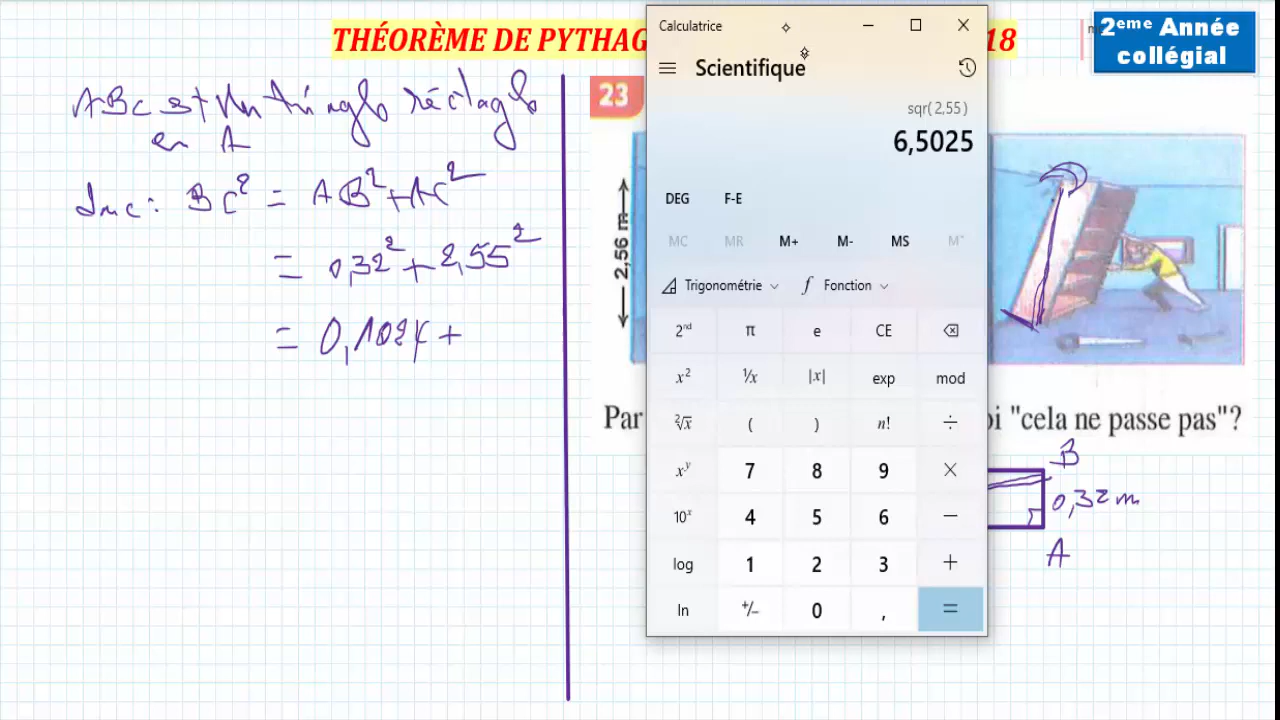 THÉORÈME DE PYTHAG
18
2eme Année
collégial
ABC est un triangle réctangle
en A
Donc: BC² = AB² + AC²
= 0,32² + 2,55²
= 0,1024 +
23
2,56 m
Par
oi "cela ne passe pas"?
B
0,32 m
A
Calculatrice
Scientifique
sqr(2,55)
6,5025
DEG F-E
MC MR M+ M- MS M˅
Trigonométrie Fonction
2nd π e CE
x² ¹/x |x| exp mod
²√x ( ) n! ÷
xʸ 7 8 9 ×
10ˣ 4 5 6 −
log 1 2 3 +
ln +/− 0 , =